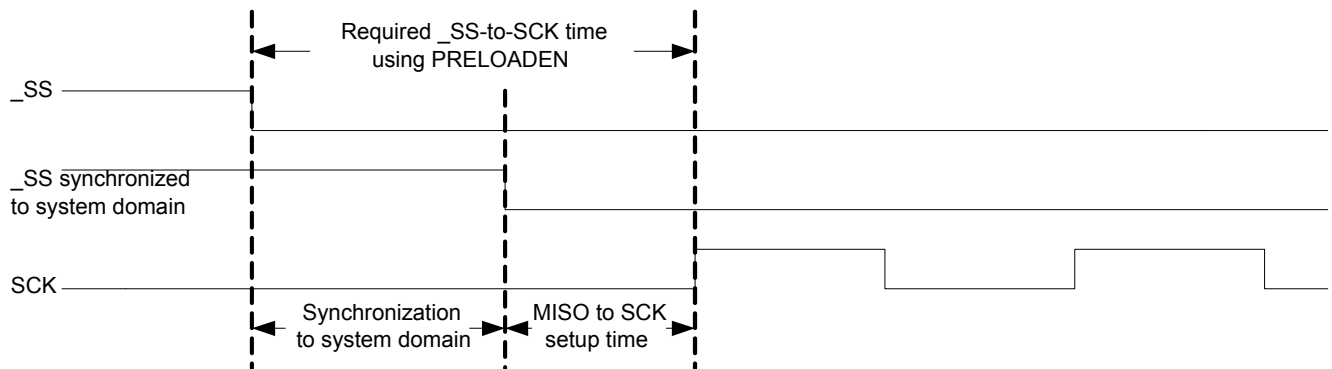 Required _SS-to-SCK time
using PRELOADEN
_SS
_SS synchronized
to system domain
SCK
Synchronization
to system domain
MISO to SCK
setup time